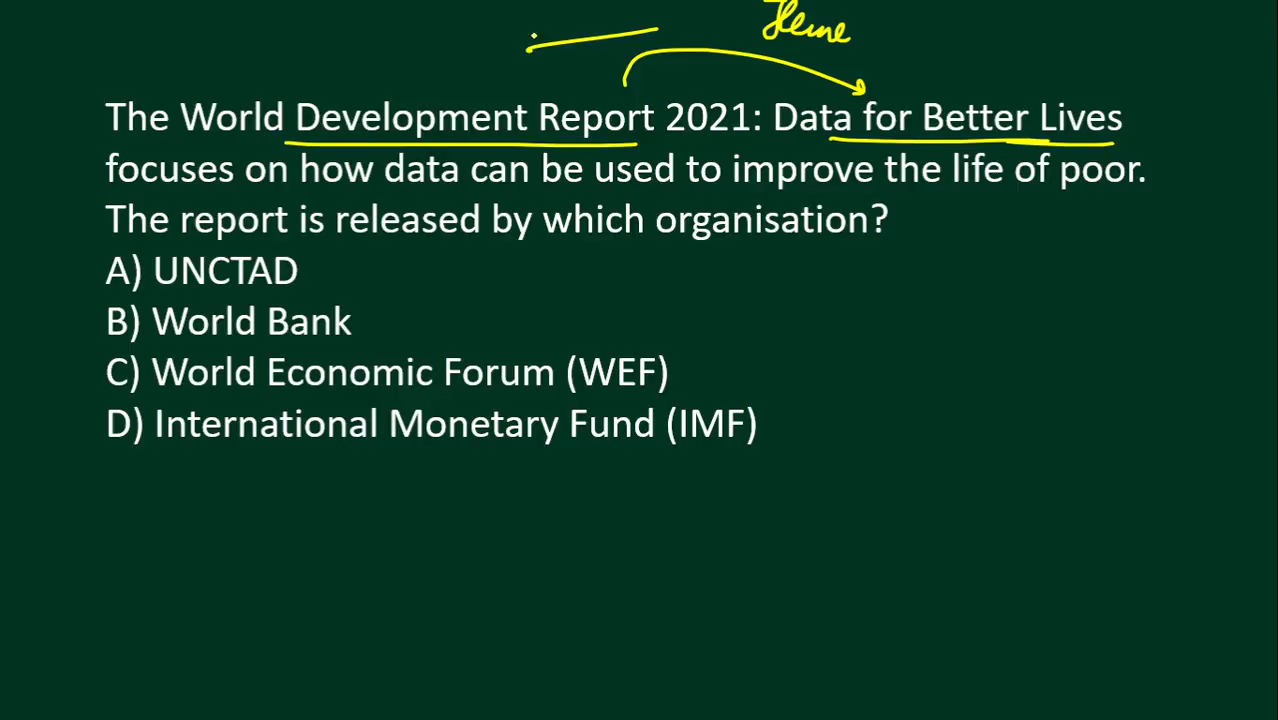 Theme
The World Development Report 2021: Data for Better Lives
focuses on how data can be used to improve the life of poor.
The report is released by which organisation?
A) UNCTAD
B) World Bank
C) World Economic Forum (WEF)
D) International Monetary Fund (IMF)